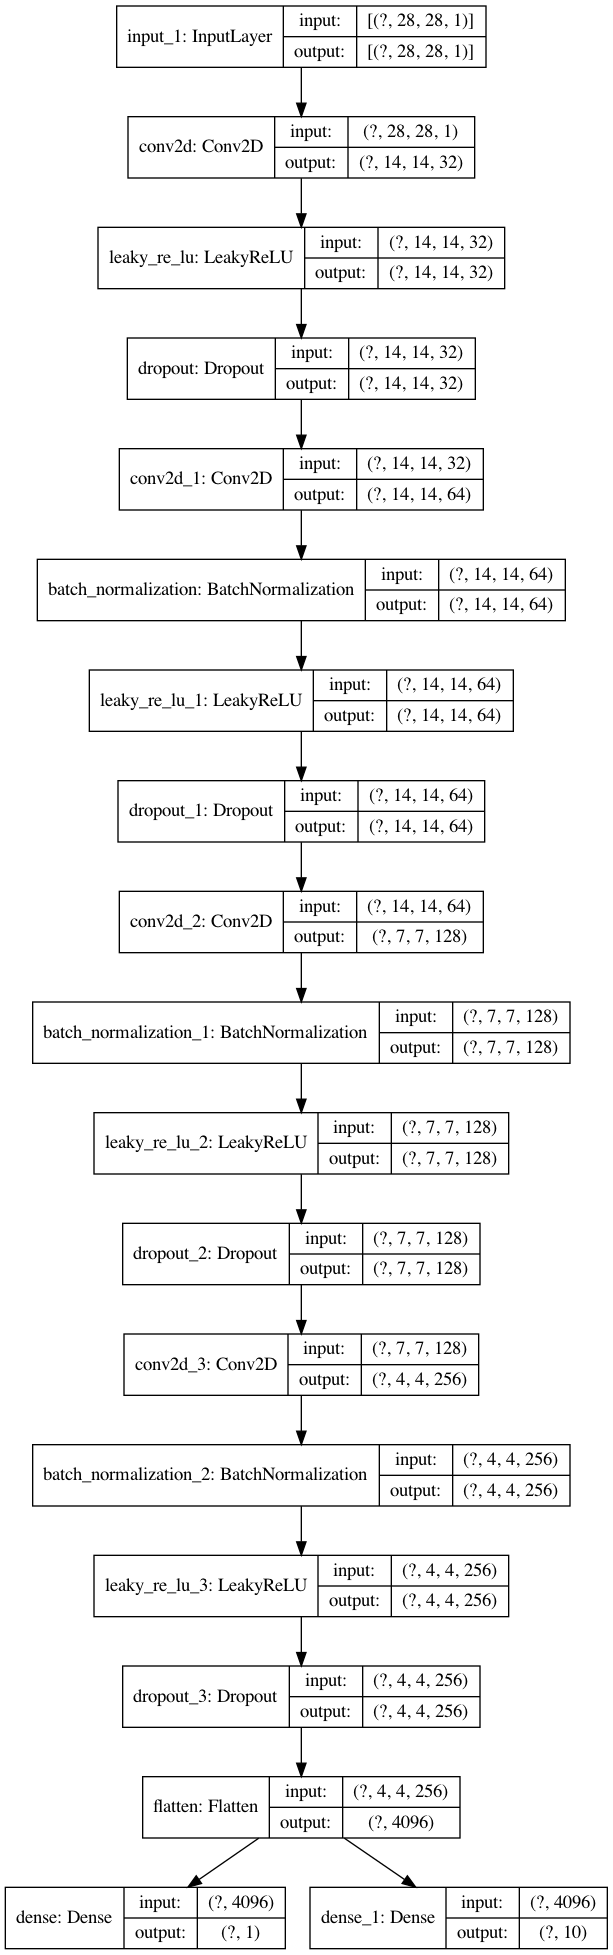 input_1: InputLayer
input: [(?, 28, 28, 1)]
output: [(?, 28, 28, 1)]
conv2d: Conv2D
input: (?, 28, 28, 1)
output: (?, 14, 14, 32)
leaky_re_lu: LeakyReLU
input: (?, 14, 14, 32)
output: (?, 14, 14, 32)
dropout: Dropout
input: (?, 14, 14, 32)
output: (?, 14, 14, 32)
conv2d_1: Conv2D
input: (?, 14, 14, 32)
output: (?, 14, 14, 64)
batch_normalization: BatchNormalization
input: (?, 14, 14, 64)
output: (?, 14, 14, 64)
leaky_re_lu_1: LeakyReLU
input: (?, 14, 14, 64)
output: (?, 14, 14, 64)
dropout_1: Dropout
input: (?, 14, 14, 64)
output: (?, 14, 14, 64)
conv2d_2: Conv2D
input: (?, 14, 14, 64)
output: (?, 7, 7, 128)
batch_normalization_1: BatchNormalization
input: (?, 7, 7, 128)
output: (?, 7, 7, 128)
leaky_re_lu_2: LeakyReLU
input: (?, 7, 7, 128)
output: (?, 7, 7, 128)
dropout_2: Dropout
input: (?, 7, 7, 128)
output: (?, 7, 7, 128)
conv2d_3: Conv2D
input: (?, 7, 7, 128)
output: (?, 4, 4, 256)
batch_normalization_2: BatchNormalization
input: (?, 4, 4, 256)
output: (?, 4, 4, 256)
leaky_re_lu_3: LeakyReLU
input: (?, 4, 4, 256)
output: (?, 4, 4, 256)
dropout_3: Dropout
input: (?, 4, 4, 256)
output: (?, 4, 4, 256)
flatten: Flatten
input: (?, 4, 4, 256)
output: (?, 4096)
dense: Dense
input: (?, 4096)
output: (?, 1)
dense_1: Dense
input: (?, 4096)
output: (?, 10)